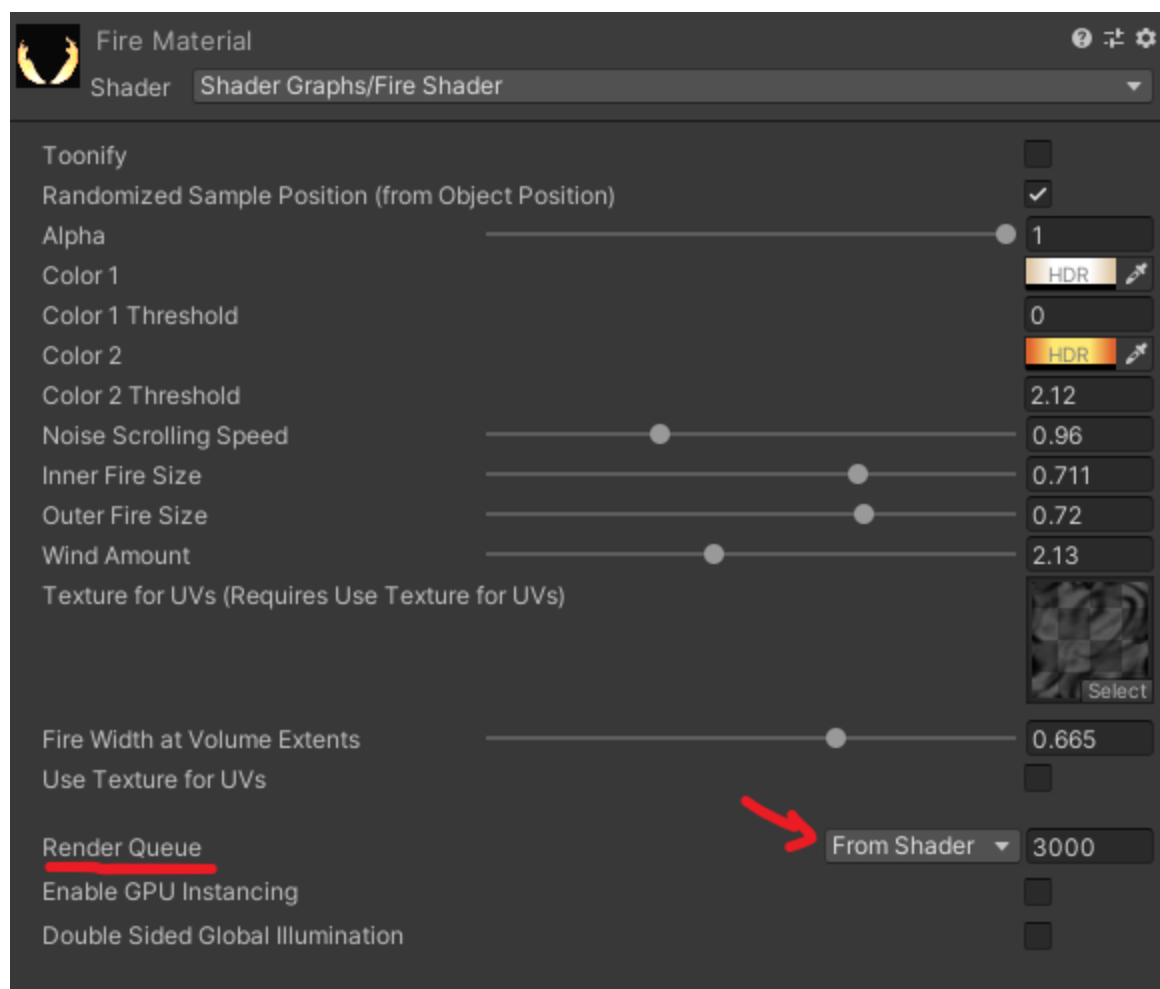 Fire Material
Shader Shader Graphs/Fire Shader
Toonify
Randomized Sample Position (from Object Position)
Alpha 1
Color 1 HDR
Color 1 Threshold 0
Color 2 HDR
Color 2 Threshold 2.12
Noise Scrolling Speed 0.96
Inner Fire Size 0.711
Outer Fire Size 0.72
Wind Amount 2.13
Texture for UVs (Requires Use Texture for UVs)
Select
Fire Width at Volume Extents 0.665
Use Texture for UVs
Render Queue From Shader 3000
Enable GPU Instancing
Double Sided Global Illumination